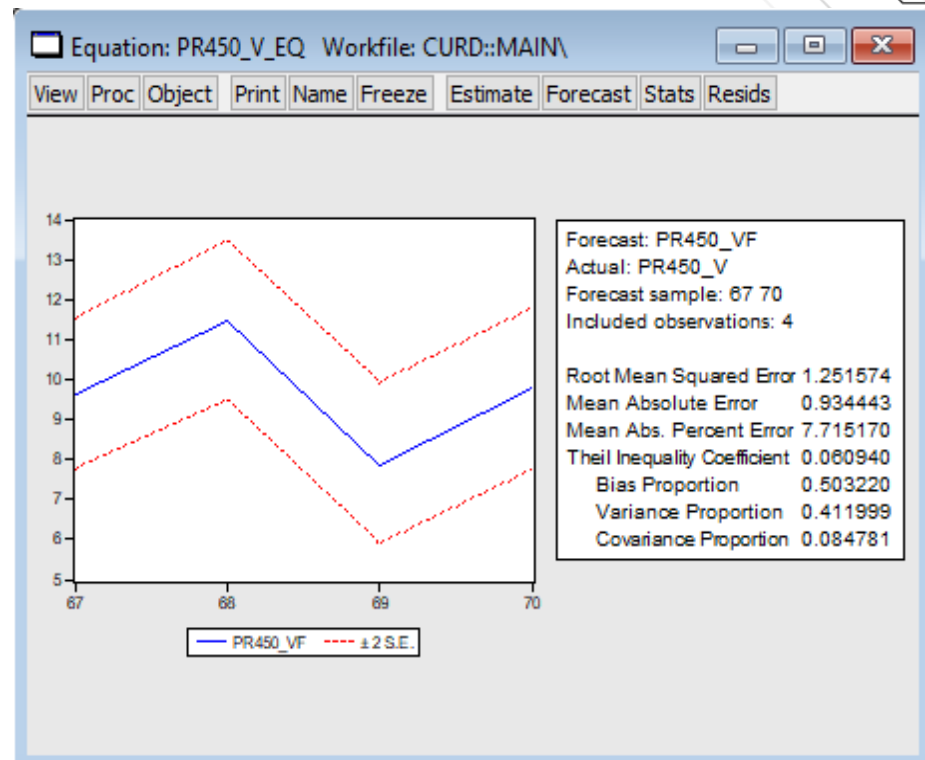 Equation: PR450_V_EQ Workfile: CURD::MAIN\
View Proc Object Print Name Freeze Estimate Forecast Stats Resids
14
13
12
11
10
9
8
7
6
5
67 68 69 70
PR450_VF ± 2 S.E.
Forecast: PR450_VF
Actual: PR450_V
Forecast sample: 67 70
Included observations: 4
Root Mean Squared Error 1.251574
Mean Absolute Error 0.934443
Mean Abs. Percent Error 7.715170
Theil Inequality Coefficient 0.060940
Bias Proportion 0.503220
Variance Proportion 0.411999
Covariance Proportion 0.084781